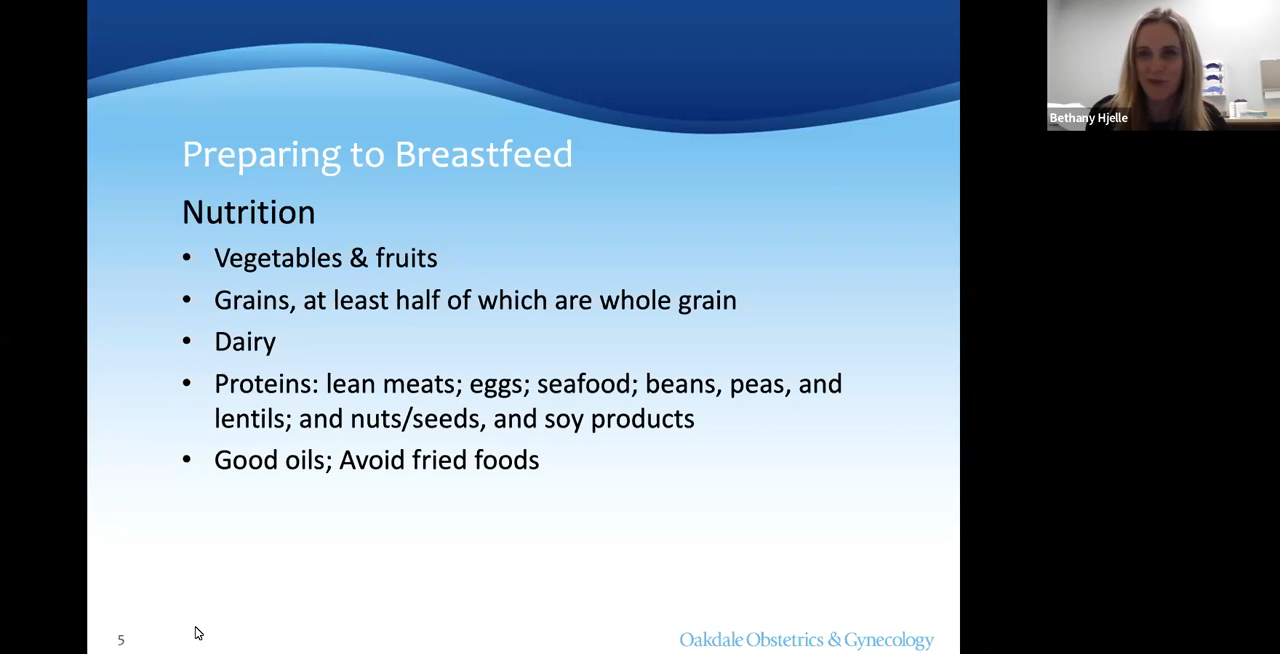 Preparing to Breastfeed
Nutrition
• Vegetables & fruits
• Grains, at least half of which are whole grain
• Dairy
• Proteins: lean meats; eggs; seafood; beans, peas, and
lentils; and nuts/seeds, and soy products
• Good oils; Avoid fried foods
5
Oakdale Obstetrics & Gynecology
Bethany Hjelle